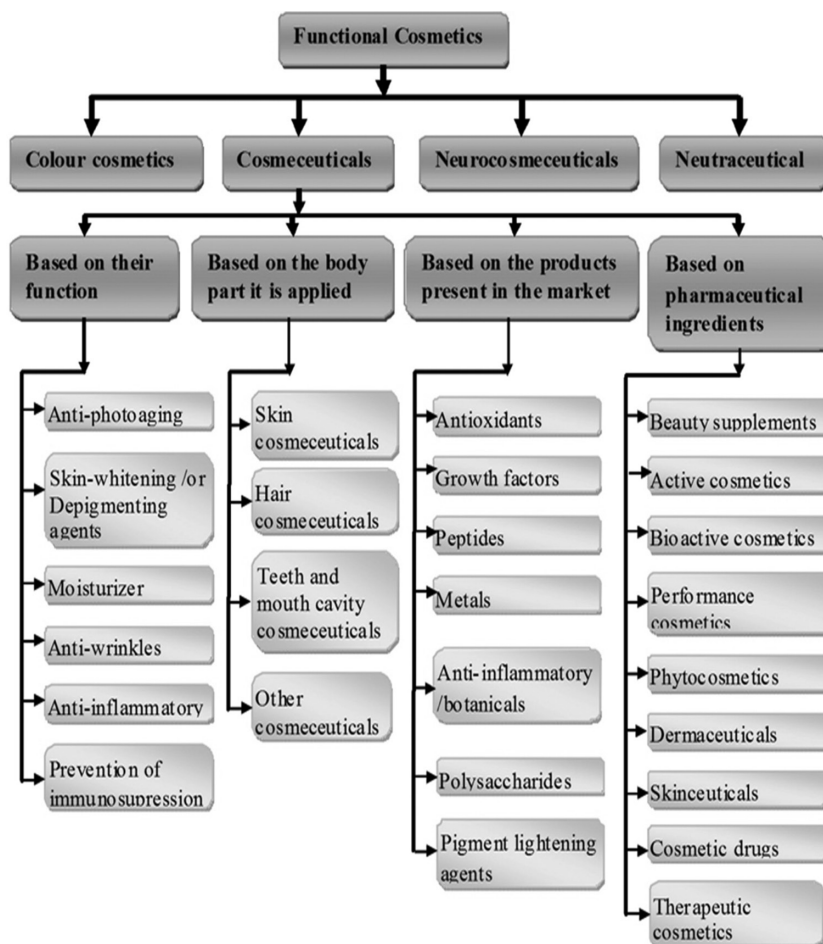 Functional Cosmetics
Colour cosmetics
Cosmeceuticals
Neurocosmeceuticals
Neutraceutical
Based on their
function
Based on the body
part it is applied
Based on the products
present in the market
Based on
pharmaceutical
ingredients
Anti-photoaging
Skin-whitening /or
Depigmenting
agents
Moisturizer
Anti-wrinkles
Anti-inflammatory
Prevention of
immunosupression
Skin
cosmeceuticals
Hair
cosmeceuticals
Teeth and
mouth cavity
cosmeceuticals
Other
cosmeceuticals
Antioxidants
Growth factors
Peptides
Metals
Anti-inflammatory
/botanicals
Polysaccharides
Pigment lightening
agents
Beauty supplements
Active cosmetics
Bioactive cosmetics
Performance
cosmetics
Phytocosmetics
Dermaceuticals
Skinceuticals
Cosmetic drugs
Therapeutic
cosmetics